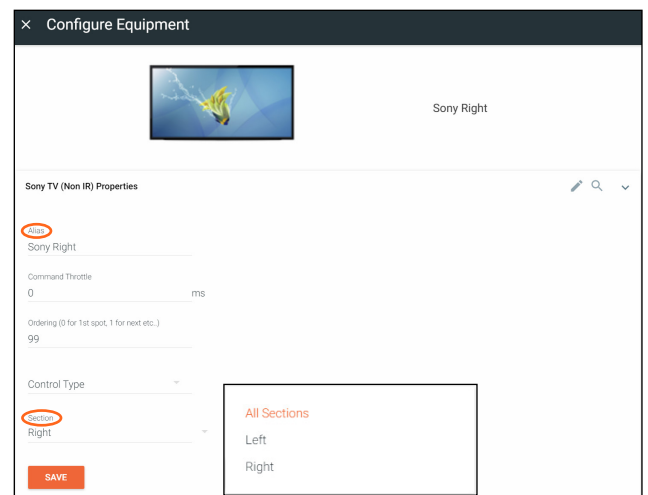 × Configure Equipment
Sony Right
Sony TV (Non IR) Properties
Alias
Sony Right
Command Throttle
0 ms
Ordering (0 for 1st spot, 1 for next etc..)
99
Control Type
Section
Right
All Sections
Left
Right
SAVE